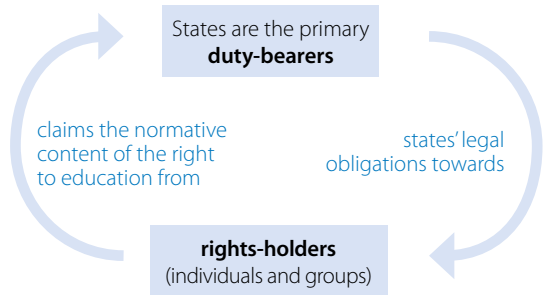 States are the primary
duty-bearers
claims the normative
content of the right
to education from
states’ legal
obligations towards
rights-holders
(individuals and groups)